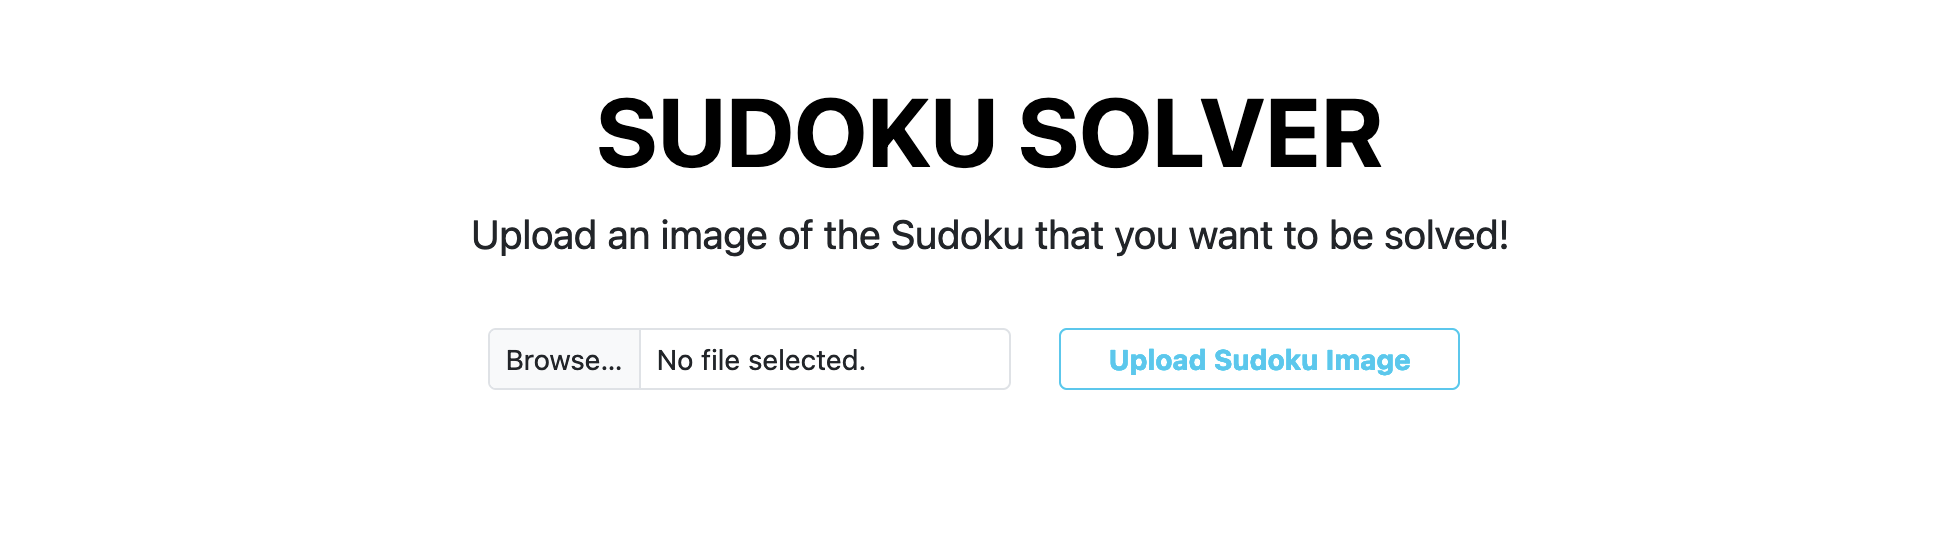 SUDOKU SOLVER
Upload an image of the Sudoku that you want to be solved!
Browse... No file selected. Upload Sudoku Image